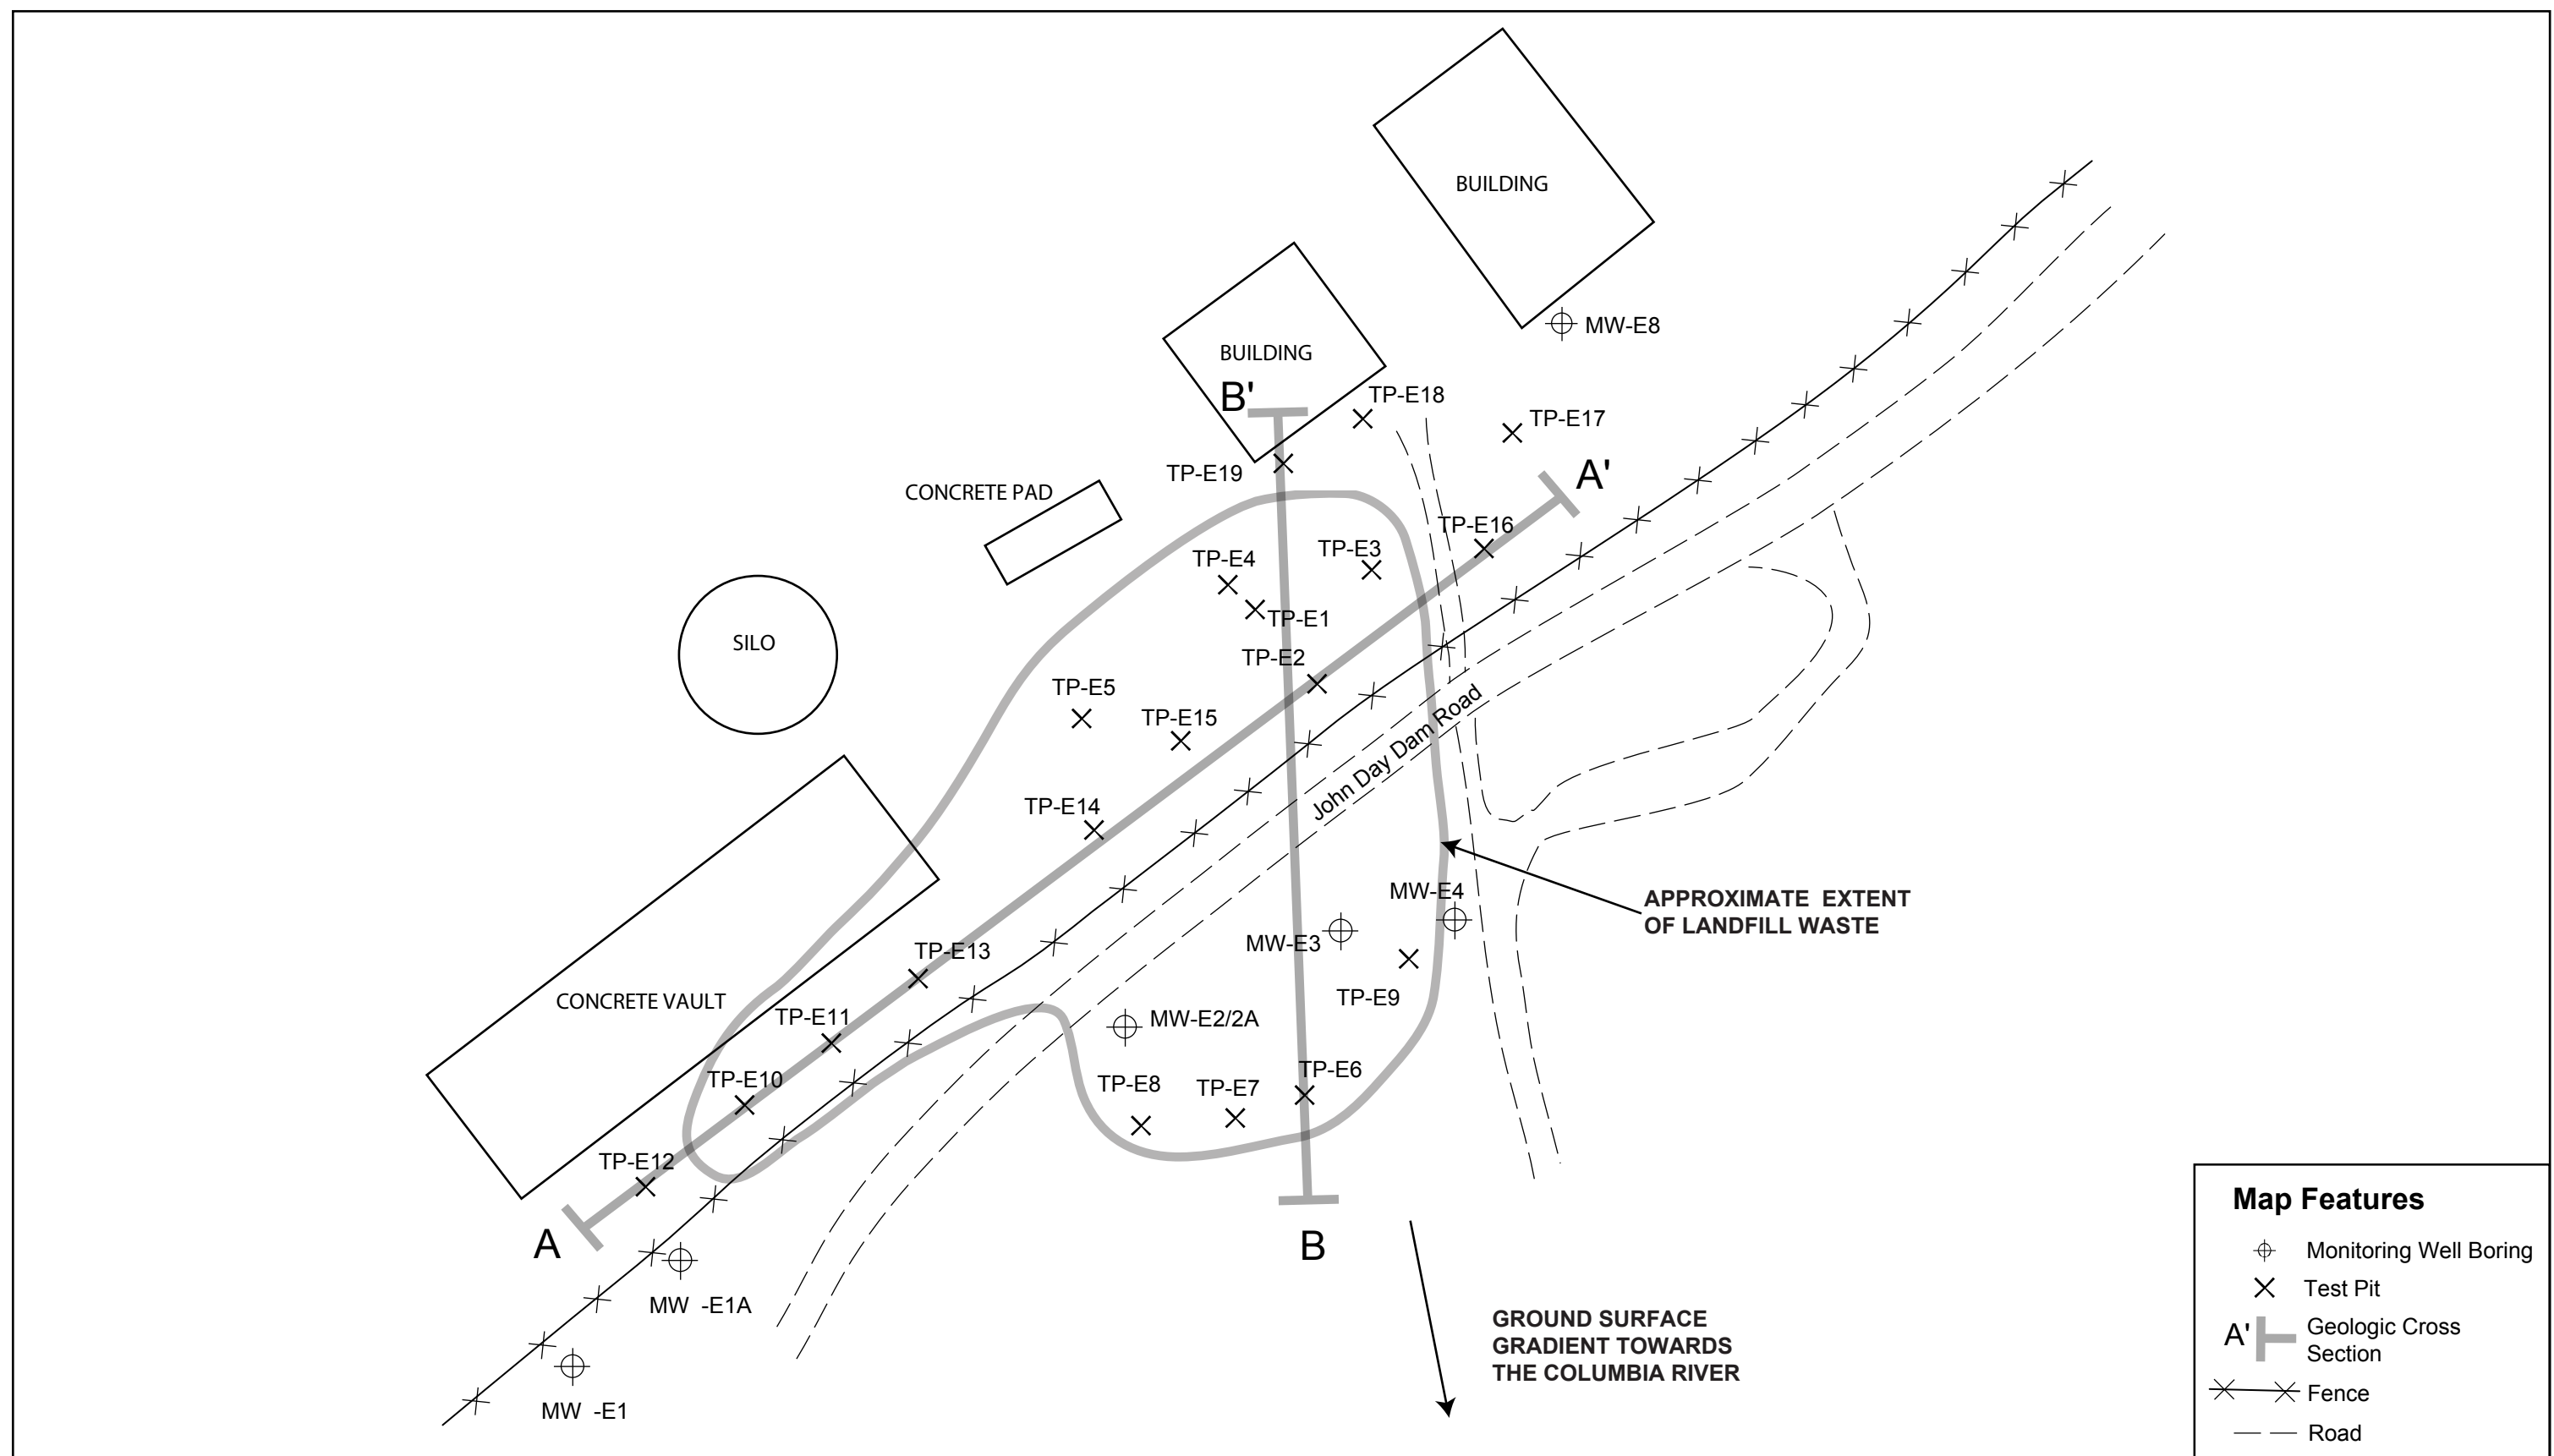 BUILDING
MW-E8
BUILDING
B'
TP-E18
TP-E17
TP-E19
A'
CONCRETE PAD
TP-E16
TP-E3
TP-E4
TP-E1
SILO
TP-E2
TP-E5
TP-E15
John Day Dam Road
TP-E14
MW-E4
APPROXIMATE EXTENT
OF LANDFILL WASTE
MW-E3
TP-E13
TP-E9
CONCRETE VAULT
TP-E11
MW-E2/2A
TP-E6
TP-E10
TP-E8
TP-E7
TP-E12
A
B
MW -E1A
GROUND SURFACE
GRADIENT TOWARDS
THE COLUMBIA RIVER
MW -E1
Map Features
Monitoring Well Boring
Test Pit
A'
Geologic Cross
Section
Fence
Road